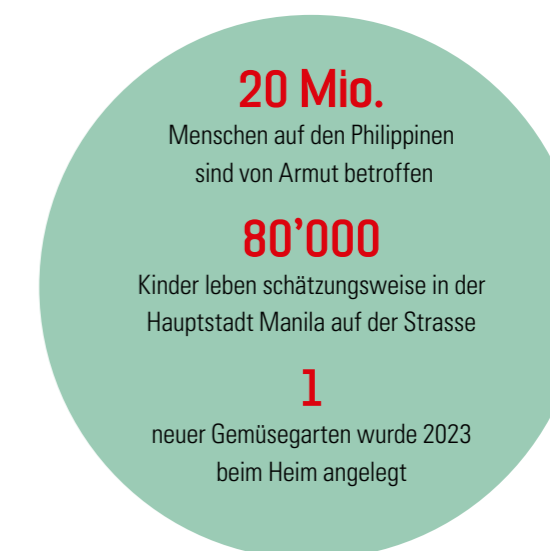 20 Mio.
Menschen auf den Philippinen
sind von Armut betroffen
80’000
Kinder leben schätzungsweise in der
Hauptstadt Manila auf der Strasse
1
neuer Gemüsegarten wurde 2023
beim Heim angelegt